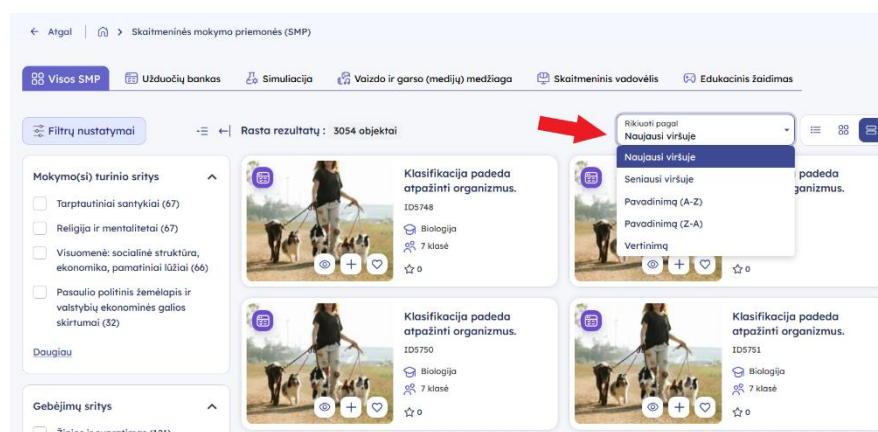 ← Atgal
Skaitmeninės mokymo priemonės (SMP)
Visos SMP
Užduočių bankas
Simuliacija
Vaizdo ir garso (medijų) medžiaga
Skaitmeninis vadovėlis
Edukacinis žaidimas
Filtrų nustatymai
Rasta rezultatų : 3054 objektai
Rikiuoti pagal
Naujausi viršuje
Naujausi viršuje
Seniausi viršuje
Pavadinimą (A-Z)
Pavadinimą (Z-A)
Vertinimą
Mokymo(si) turinio sritys
Tarptautiniai santykiai (67)
Religija ir mentalitetai (67)
Visuomenė: socialinė struktūra,
ekonomika, pamatiniai lūžiai (66)
Pasaulio politinis žemėlapis ir
valstybių ekonominės galios
skirtumai (32)
Daugiau
Gebėjimų sritys
Klasifikacija padeda
atpažinti organizmus.
ID5748
Biologija
7 klasė
0
padeda
0
Klasifikacija padeda
atpažinti organizmus.
ID5750
Biologija
7 klasė
0
Klasifikacija padeda
atpažinti organizmus.
ID5751
Biologija
7 klasė
0